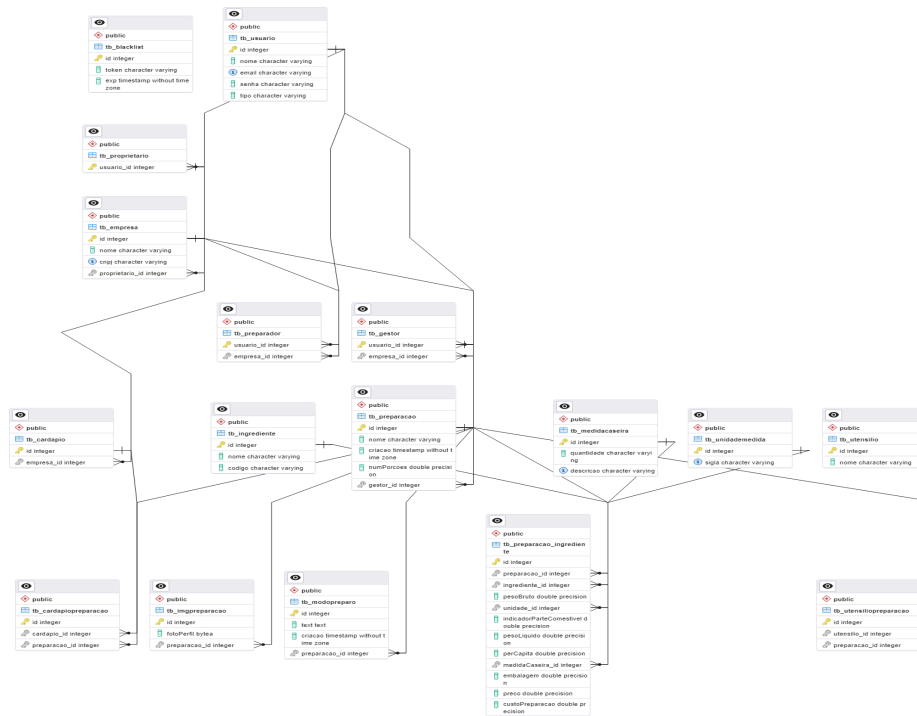 public
tb_blacklist
id integer
token character varying
exp timestamp without time
zone
public
tb_usuario
id integer
nome character varying
email character varying
senha character varying
tipo character varying
public
tb_proprietario
usuario_id integer
public
tb_empresa
id integer
nome character varying
cnpj character varying
proprietario_id integer
public
tb_preparador
usuario_id integer
empresa_id integer
public
tb_gestor
usuario_id integer
empresa_id integer
public
tb_cardapio
id integer
empresa_id integer
public
tb_ingrediente
id integer
nome character varying
codigo character varying
public
tb_preparacao
id integer
nome character varying
criacao timestamp without t
ime zone
numPorcoes double precisi
on
gestor_id integer
public
tb_medidacaseira
id integer
quantidade character varyi
ng
descricao character varying
public
tb_unidademedida
id integer
sigla character varying
public
tb_utensilio
id integer
nome character varying
public
tb_cardapiopreparacao
id integer
cardapio_id integer
preparacao_id integer
public
tb_imgpreparacao
id integer
fotoPerfil bytea
preparacao_id integer
public
tb_modopreparo
id integer
text text
criacao timestamp without t
ime zone
preparacao_id integer
public
tb_preparacao_ingredien
te
id integer
preparacao_id integer
ingrediente_id integer
pesoBruto double precision
unidade_id integer
indicadorParteComestivel d
ouble precision
pesoLiquido double precisi
on
perCapita double precision
medidaCaseira_id integer
embalagem double precisio
n
preco double precision
custoPreparacao double pr
ecision
public
tb_utensiliopreparacao
id integer
utensilio_id integer
preparacao_id integer